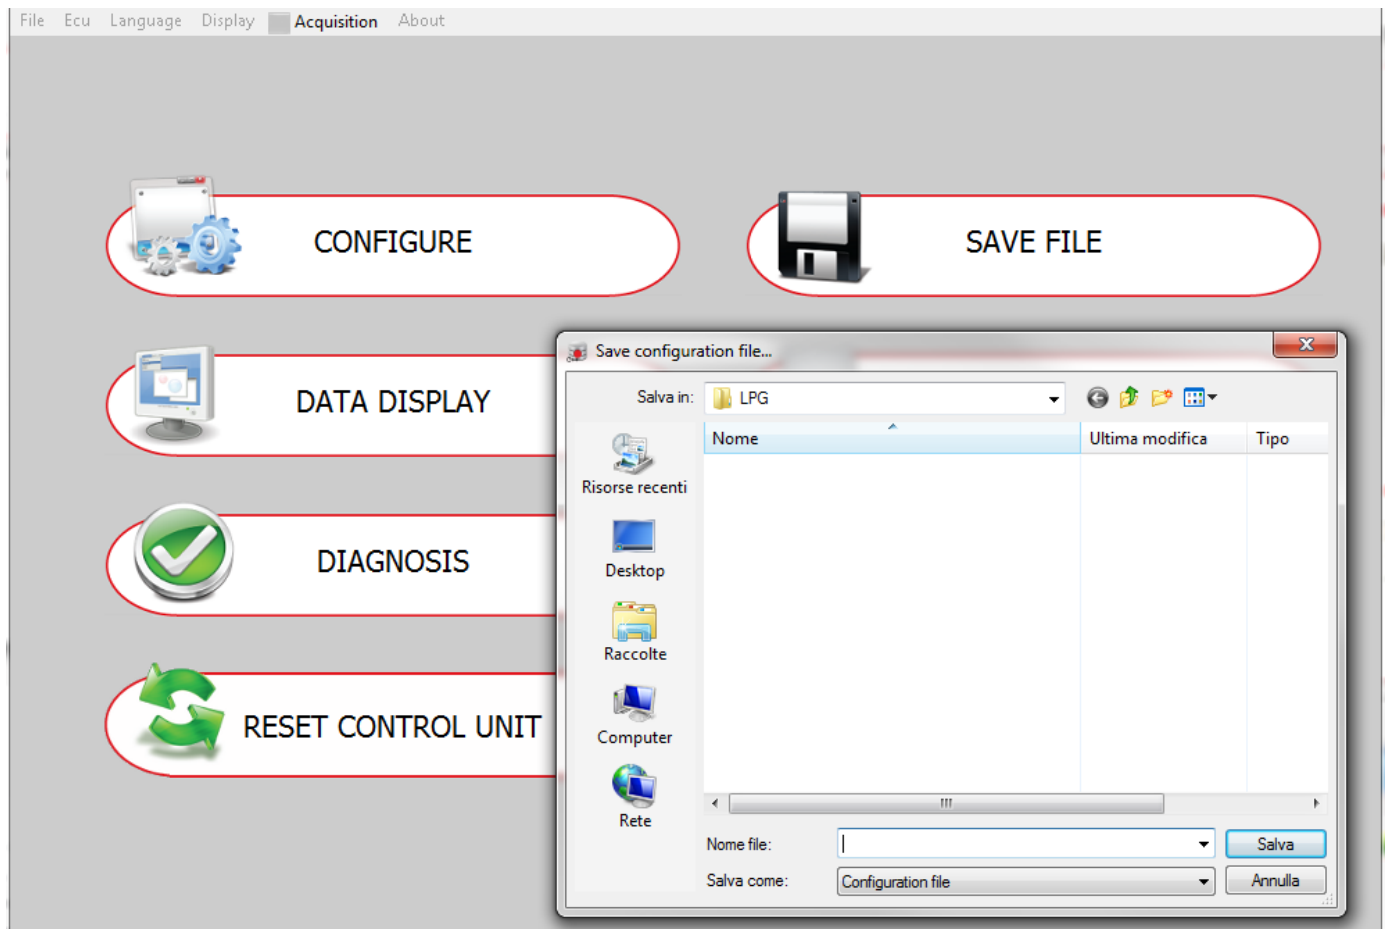 File Ecu Language Display Acquisition About
CONFIGURE
SAVE FILE
DATA DISPLAY
DIAGNOSIS
RESET CONTROL UNIT
Save configuration file...
Salva in: LPG
Nome Ultima modifica Tipo
Risorse recenti
Desktop
Raccolte
Computer
Rete
Nome file: Salva
Salva come: Configuration file Annulla